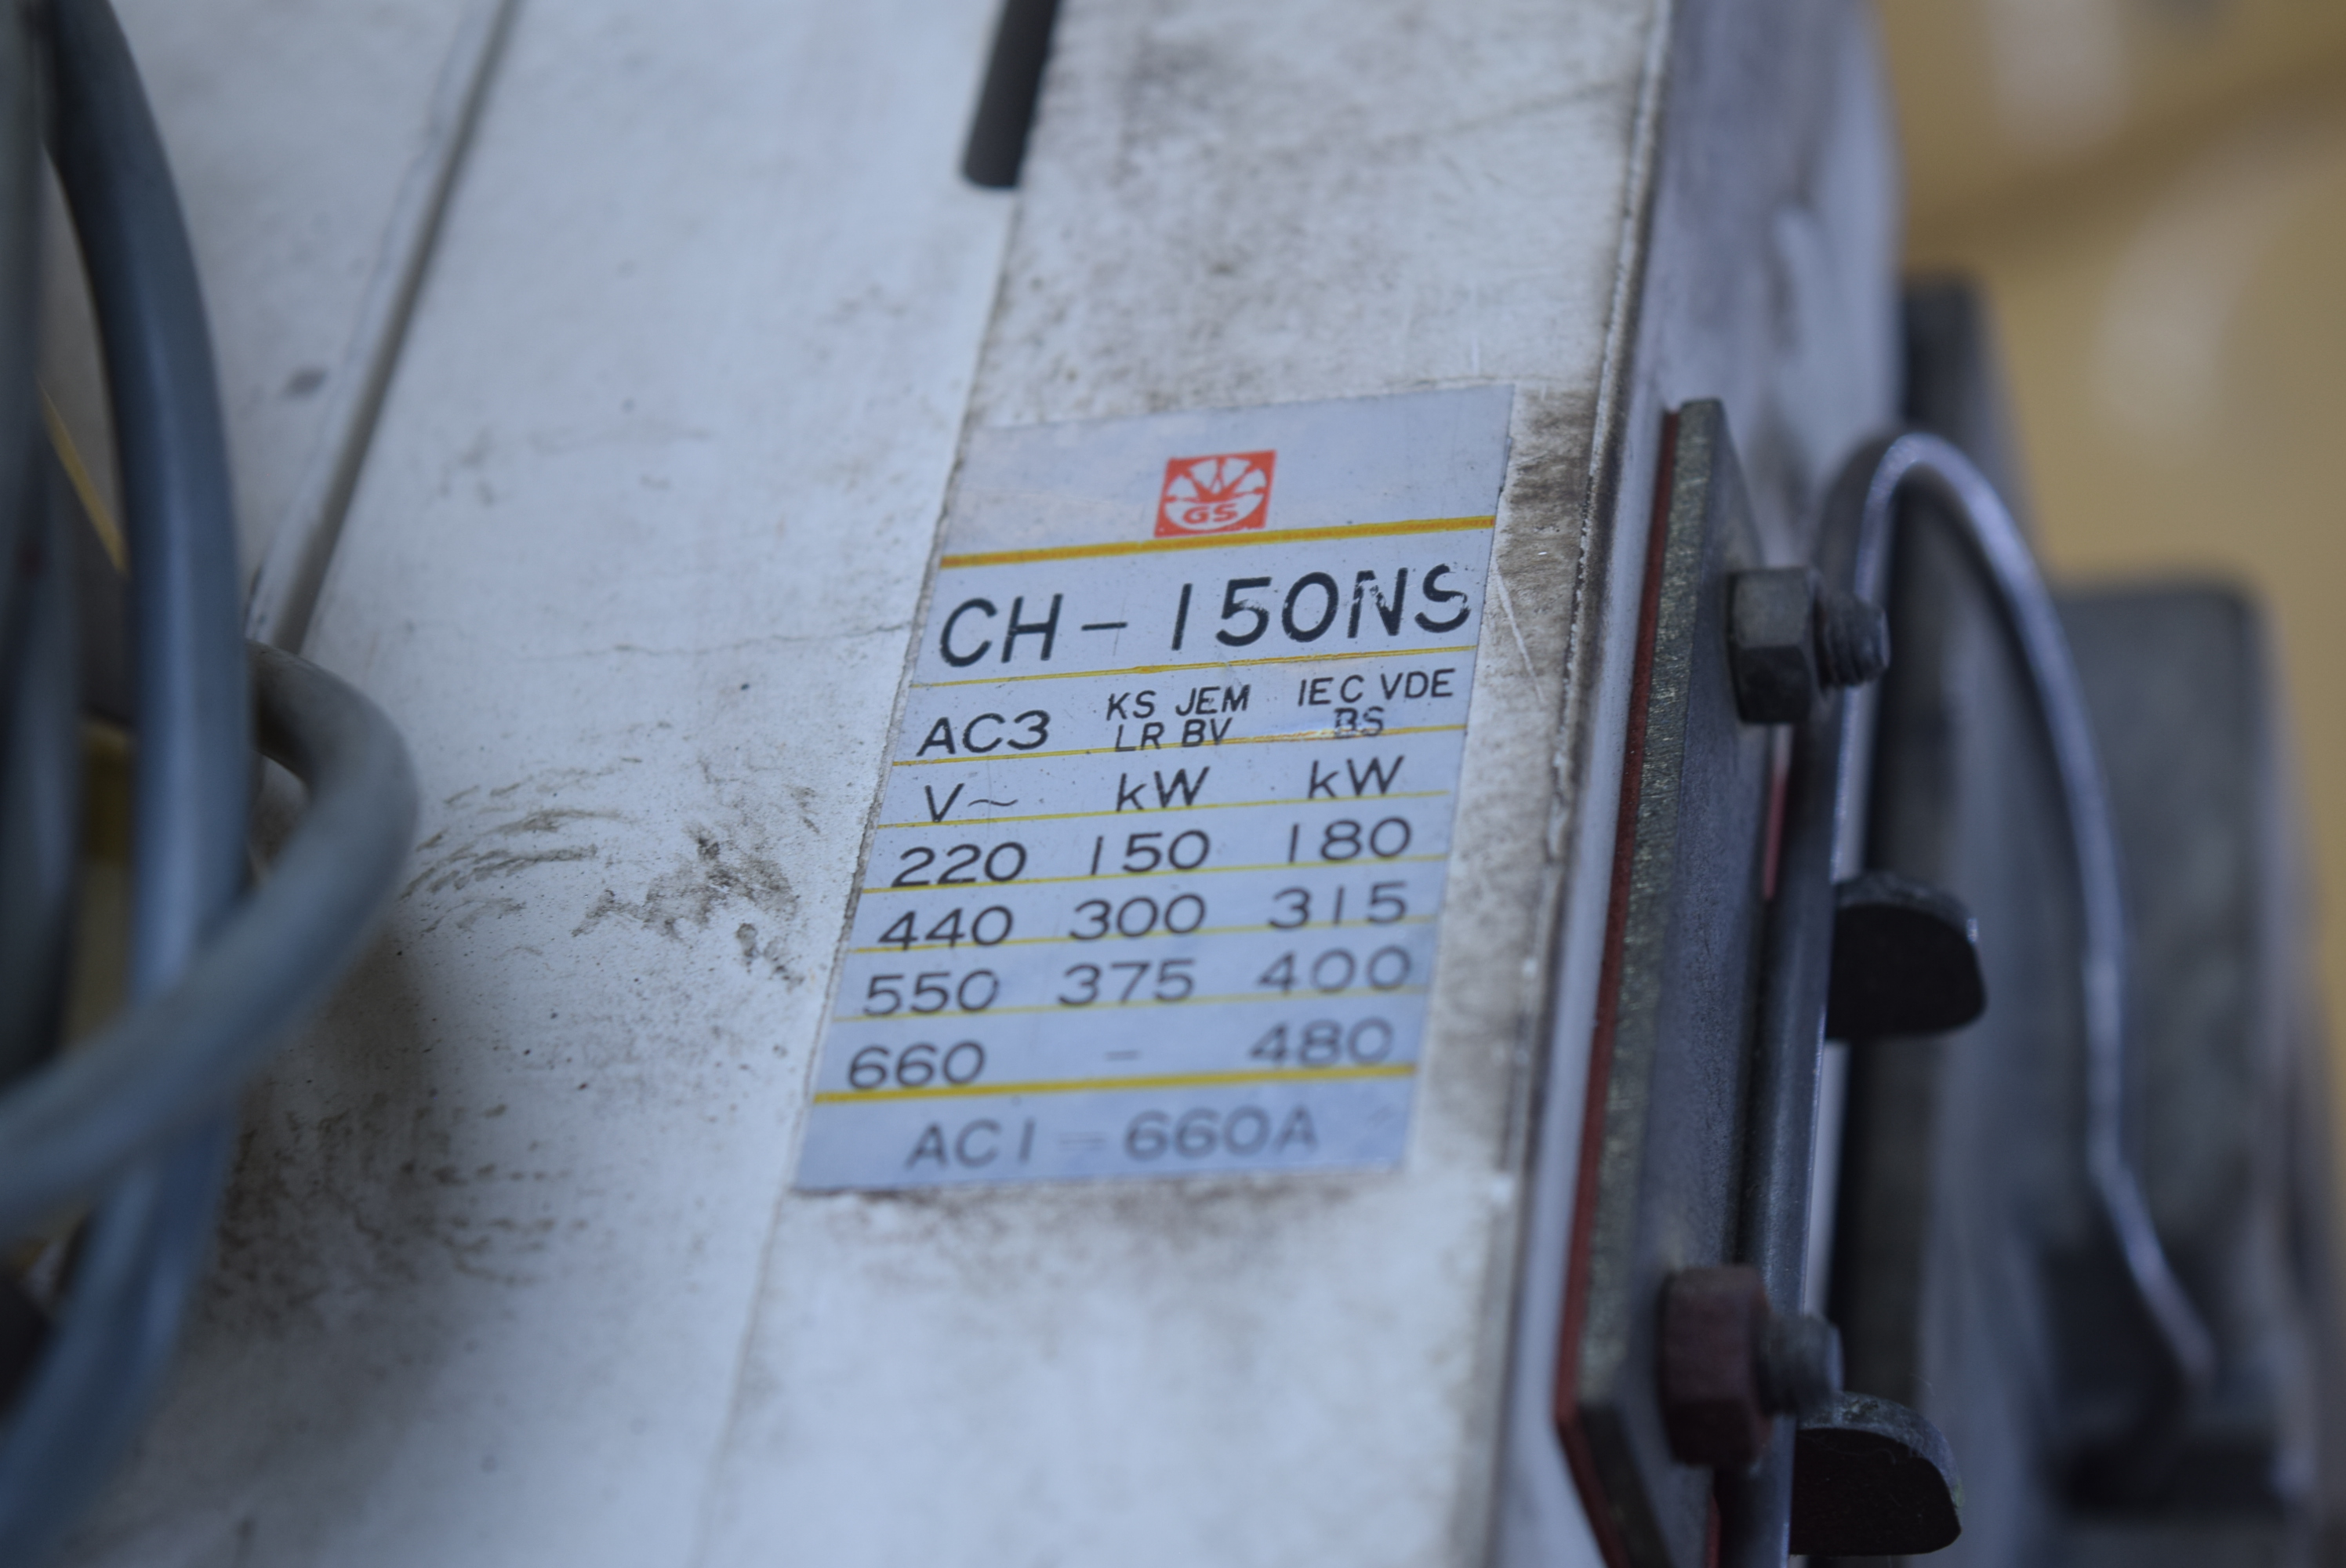 GS
CH-150NS
AC3 KS JEM IEC VDE
LR BV BS
V~ kW kW
220 150 180
440 300 315
550 375 400
660 - 480
AC1-660A